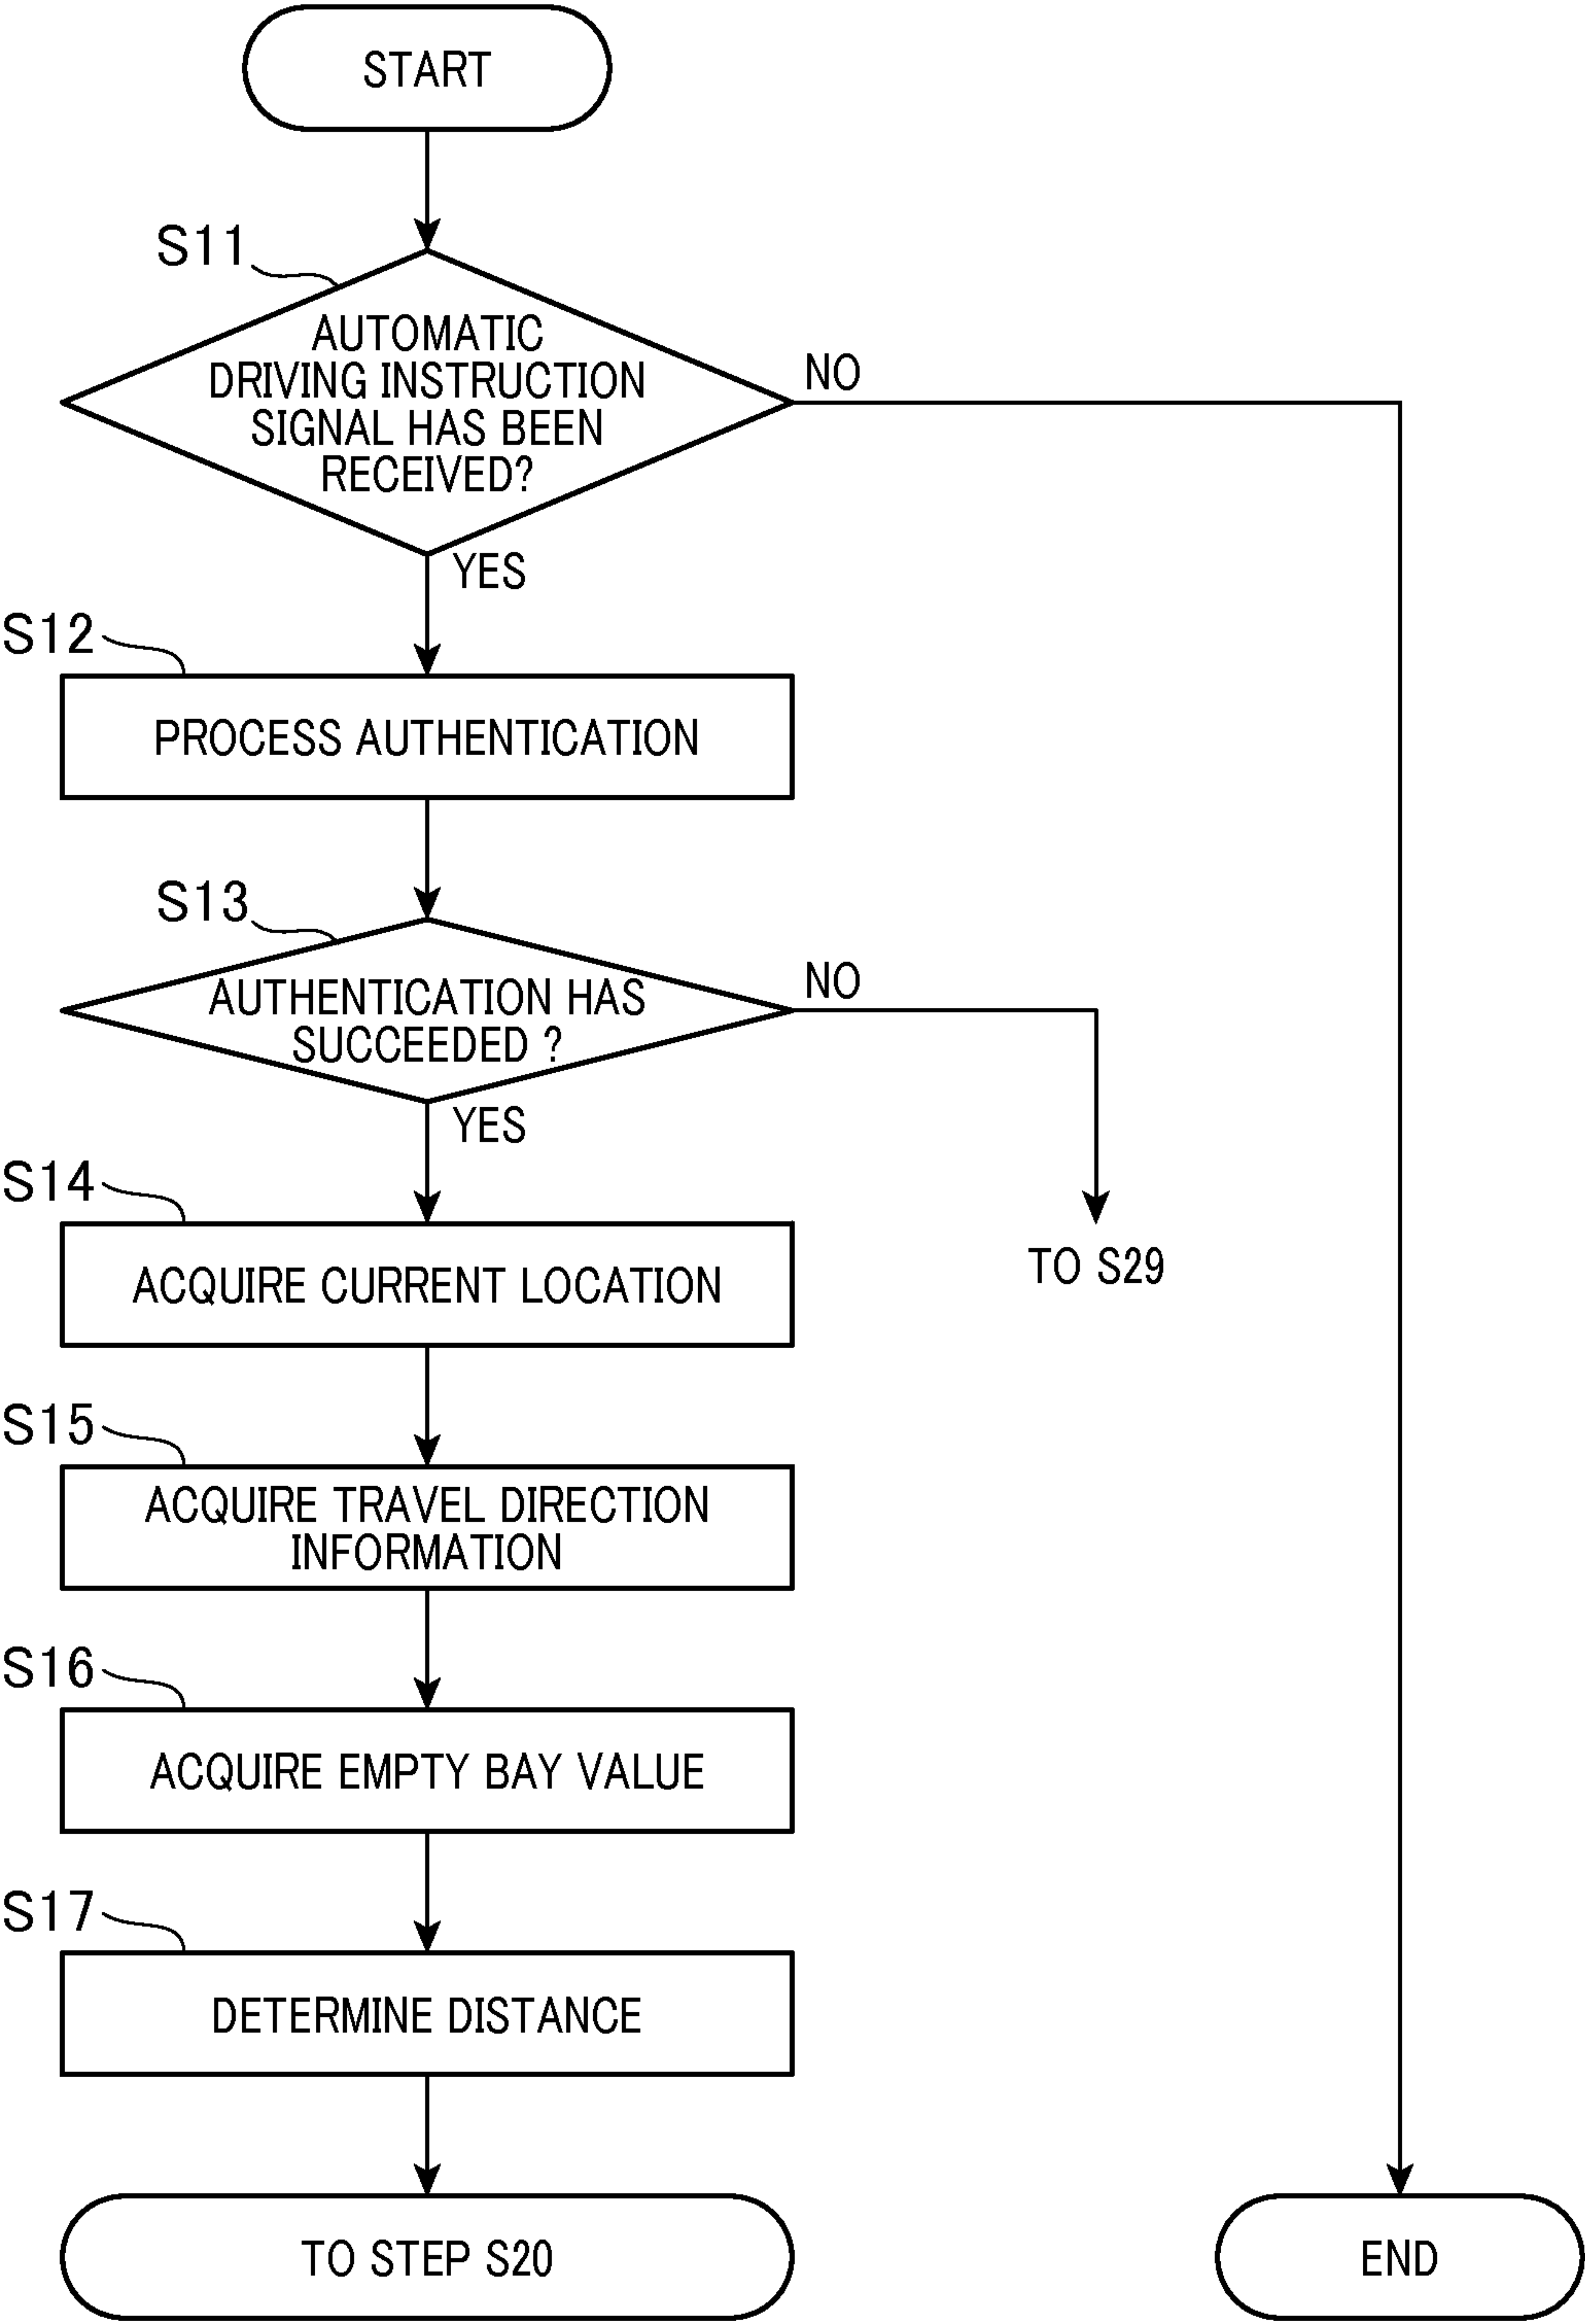 START
S11
AUTOMATIC
DRIVING INSTRUCTION
SIGNAL HAS BEEN
RECEIVED?
NO
YES
S12
PROCESS AUTHENTICATION
S13
AUTHENTICATION HAS
SUCCEEDED ?
NO
YES
S14
ACQUIRE CURRENT LOCATION
TO S29
S15
ACQUIRE TRAVEL DIRECTION
INFORMATION
S16
ACQUIRE EMPTY BAY VALUE
S17
DETERMINE DISTANCE
TO STEP S20
END